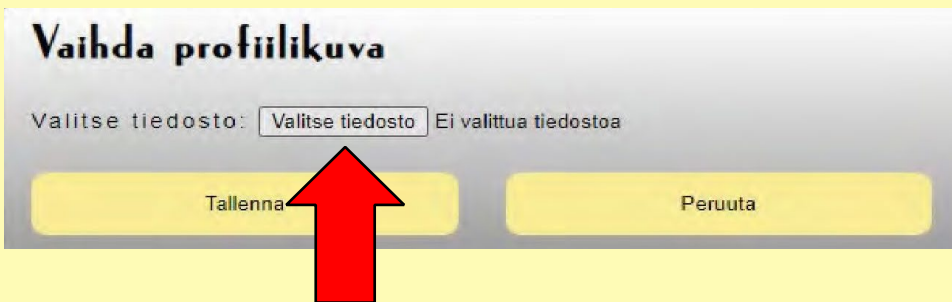 Vaihda profiilikuva
Valitse tiedosto: Valitse tiedosto Ei valittua tiedostoa
Tallenna Peruuta